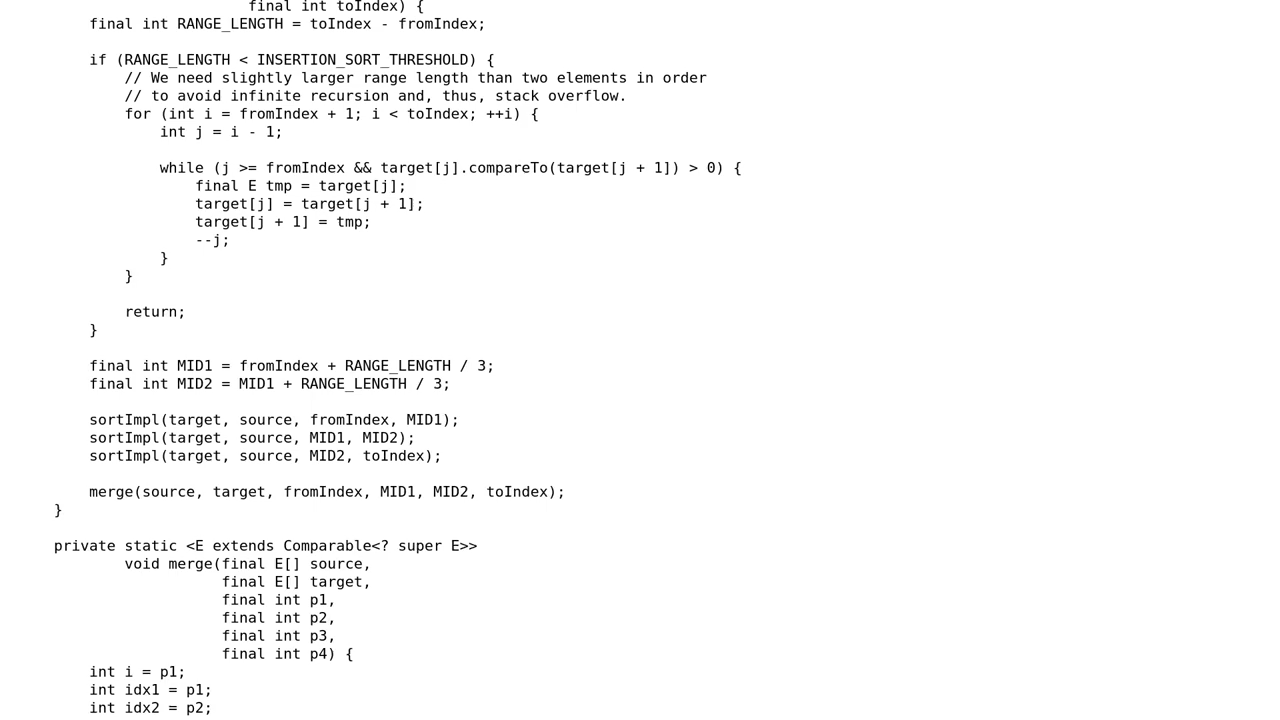 final int toIndex) {
final int RANGE_LENGTH = toIndex - fromIndex;
if (RANGE_LENGTH < INSERTION_SORT_THRESHOLD) {
// We need slightly larger range length than two elements in order
// to avoid infinite recursion and, thus, stack overflow.
for (int i = fromIndex + 1; i < toIndex; ++i) {
int j = i - 1;
while (j >= fromIndex && target[j].compareTo(target[j + 1]) > 0) {
final E tmp = target[j];
target[j] = target[j + 1];
target[j + 1] = tmp;
--j;
}
}
return;
}
final int MID1 = fromIndex + RANGE_LENGTH / 3;
final int MID2 = MID1 + RANGE_LENGTH / 3;
sortImpl(target, source, fromIndex, MID1);
sortImpl(target, source, MID1, MID2);
sortImpl(target, source, MID2, toIndex);
merge(source, target, fromIndex, MID1, MID2, toIndex);
}
private static <E extends Comparable<? super E>>
void merge(final E[] source,
final E[] target,
final int p1,
final int p2,
final int p3,
final int p4) {
int i = p1;
int idx1 = p1;
int idx2 = p2;